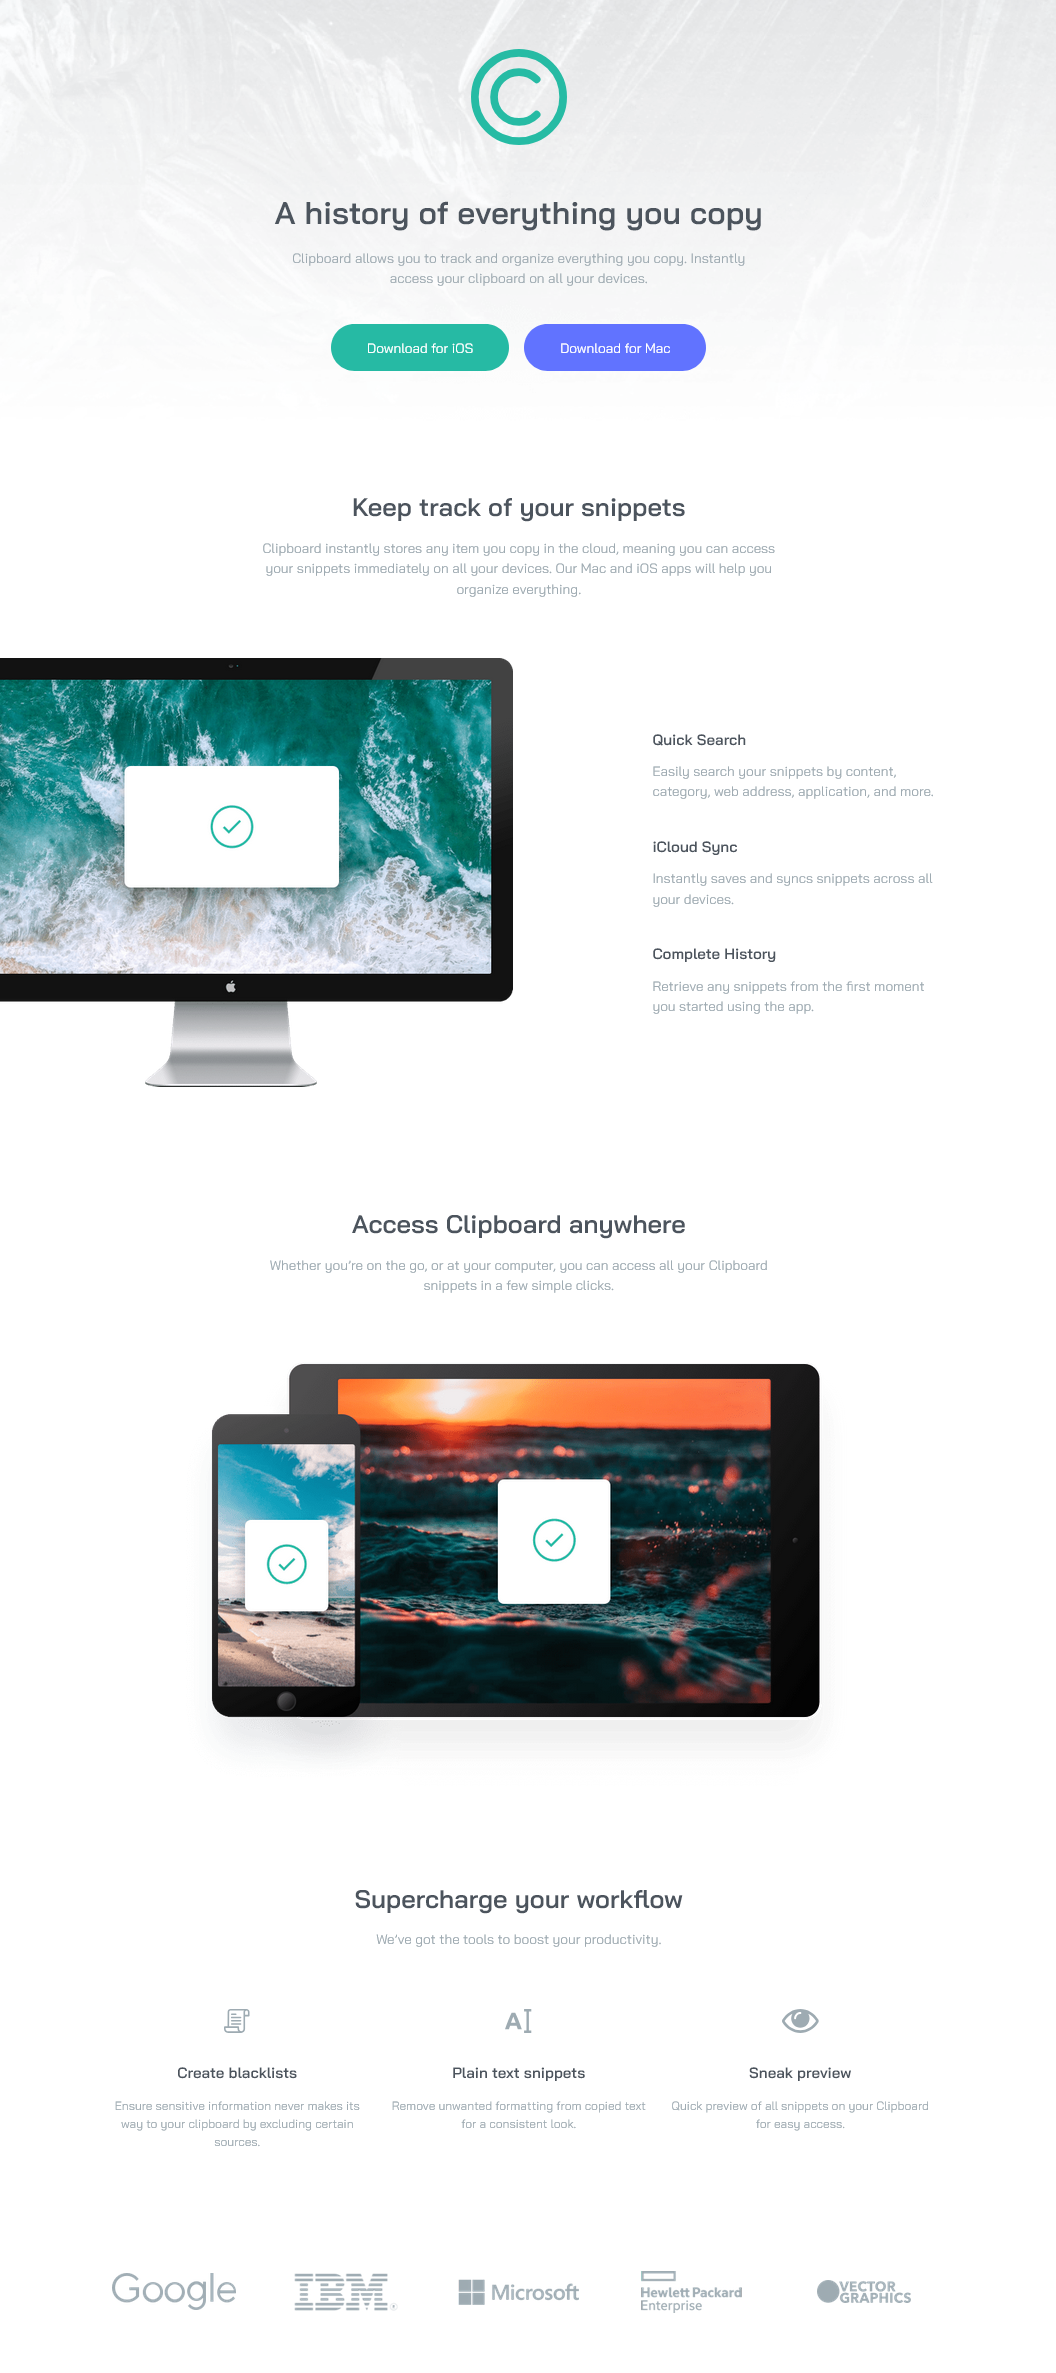 A history of everything you copy
Clipboard allows you to track and organize everything you copy. Instantly
access your clipboard on all your devices.
Download for iOS
Download for Mac
Keep track of your snippets
Clipboard instantly stores any item you copy in the cloud, meaning you can access
your snippets immediately on all your devices. Our Mac and iOS apps will help you
organize everything.
Quick Search
Easily search your snippets by content,
category, web address, application, and more.
iCloud Sync
Instantly saves and syncs snippets across all
your devices.
Complete History
Retrieve any snippets from the first moment
you started using the app.
Access Clipboard anywhere
Whether you’re on the go, or at your computer, you can access all your Clipboard
snippets in a few simple clicks.
Supercharge your workflow
We’ve got the tools to boost your productivity.
Create blacklists
Ensure sensitive information never makes its
way to your clipboard by excluding certain
sources.
Plain text snippets
Remove unwanted formatting from copied text
for a consistent look.
Sneak preview
Quick preview of all snippets on your Clipboard
for easy access.
Google
IBM
Microsoft
Hewlett Packard
Enterprise
VECTOR
GRAPHICS